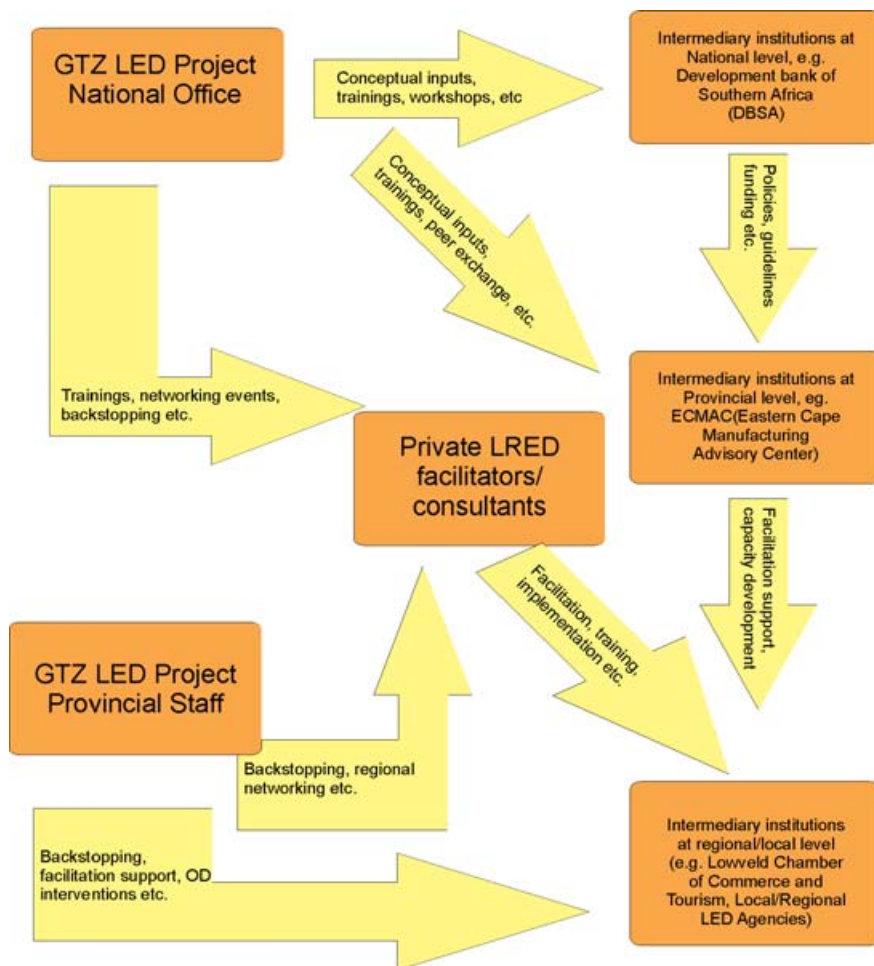 GTZ LED Project
National Office
Conceptual inputs,
trainings, workshops, etc
Intermediary institutions at
National level, e.g.
Development bank of
Southern Africa
(DBSA)
Conceptual inputs,
trainings, peer exchange, etc.
Policies, guidelines
funding etc.
Trainings, networking events,
backstopping etc.
Intermediary institutions at
Provincial level, eg.
ECMAC(Eastern Cape
Manufacturing
Advisory Center)
Private LRED
facilitators/
consultants
Facilitation support,
capacity development
Facilitation, training,
implementation etc.
GTZ LED Project
Provincial Staff
Backstopping, regional
networking etc.
Backstopping,
facilitation support, OD
interventions etc.
Intermediary institutions
at regional/local level
(e.g. Lowveld Chamber
of Commerce and
Tourism, Local/Regional
LED Agencies)